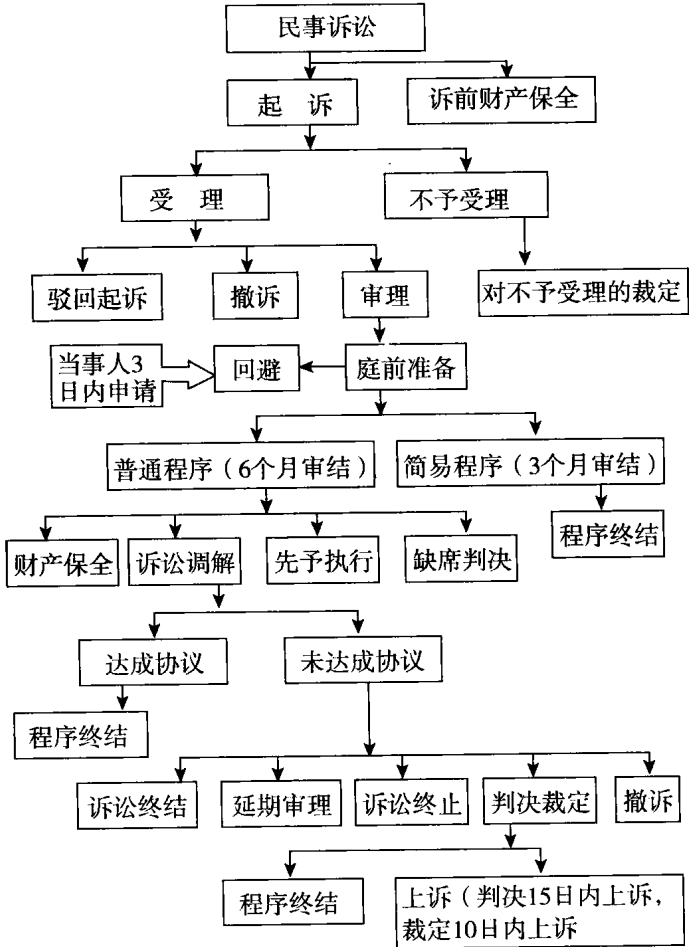 民事诉讼
起 诉
诉前财产保全
受 理
不予受理
驳回起诉
撤诉
审理
对不予受理的裁定
当事人3
日内申请
回避
庭前准备
普通程序（6个月审结）
简易程序（3个月审结）
程序终结
财产保全
诉讼调解
先予执行
缺席判决
达成协议
未达成协议
程序终结
诉讼终结
延期审理
诉讼终止
判决裁定
撤诉
程序终结
上诉（判决15日内上诉，
裁定10日内上诉